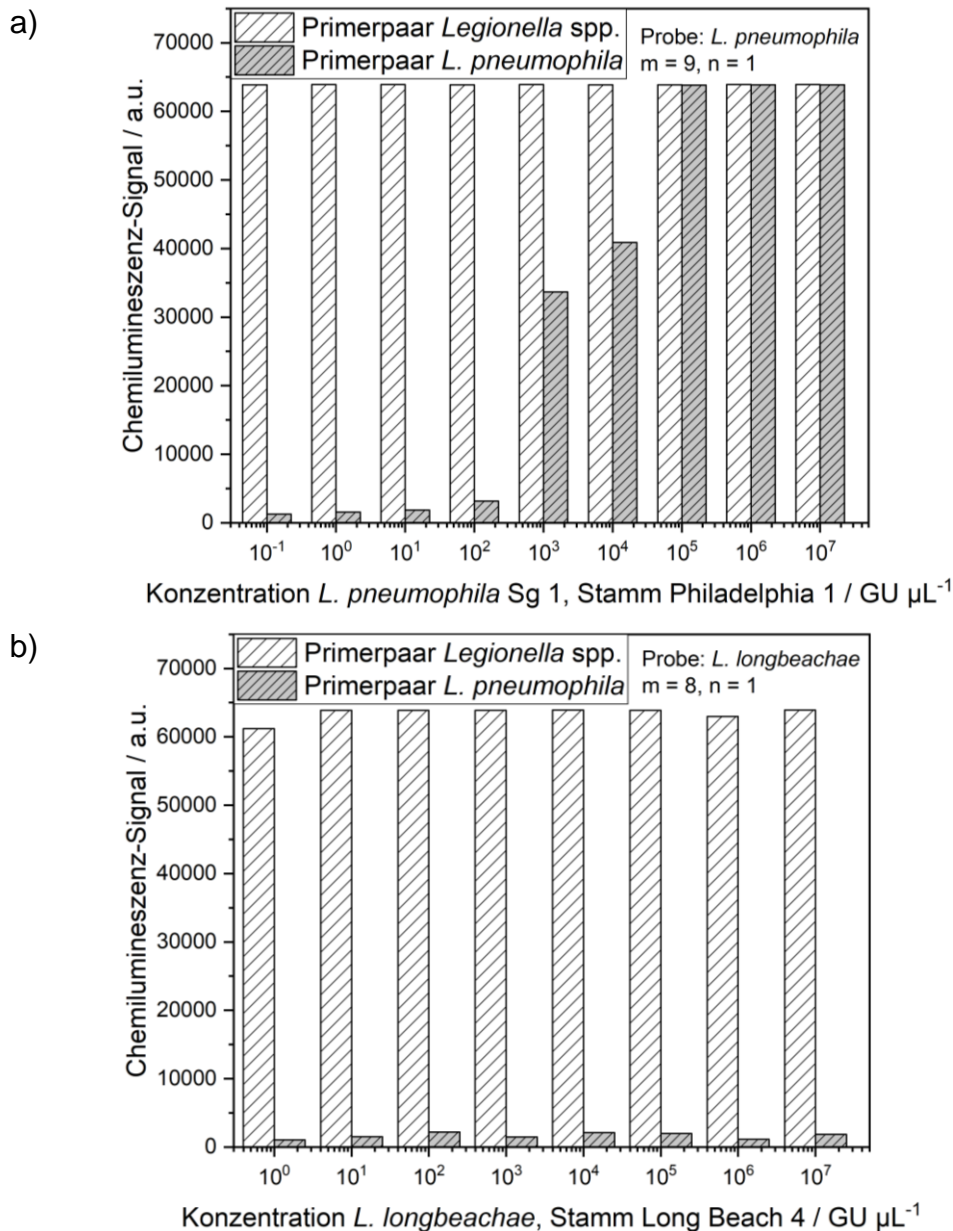 a)
Chemilumineszenz-Signal / a.u.
70000
60000
50000
40000
30000
20000
10000
0
Primerpaar Legionella spp.
Primerpaar L. pneumophila
Probe: L. pneumophila
m = 9, n = 1
10⁻¹ 10⁰ 10¹ 10² 10³ 10⁴ 10⁵ 10⁶ 10⁷
Konzentration L. pneumophila Sg 1, Stamm Philadelphia 1 / GU µL⁻¹
b)
Chemilumineszenz-Signal / a.u.
70000
60000
50000
40000
30000
20000
10000
0
Primerpaar Legionella spp.
Primerpaar L. pneumophila
Probe: L. longbeachae
m = 8, n = 1
10⁰ 10¹ 10² 10³ 10⁴ 10⁵ 10⁶ 10⁷
Konzentration L. longbeachae, Stamm Long Beach 4 / GU µL⁻¹